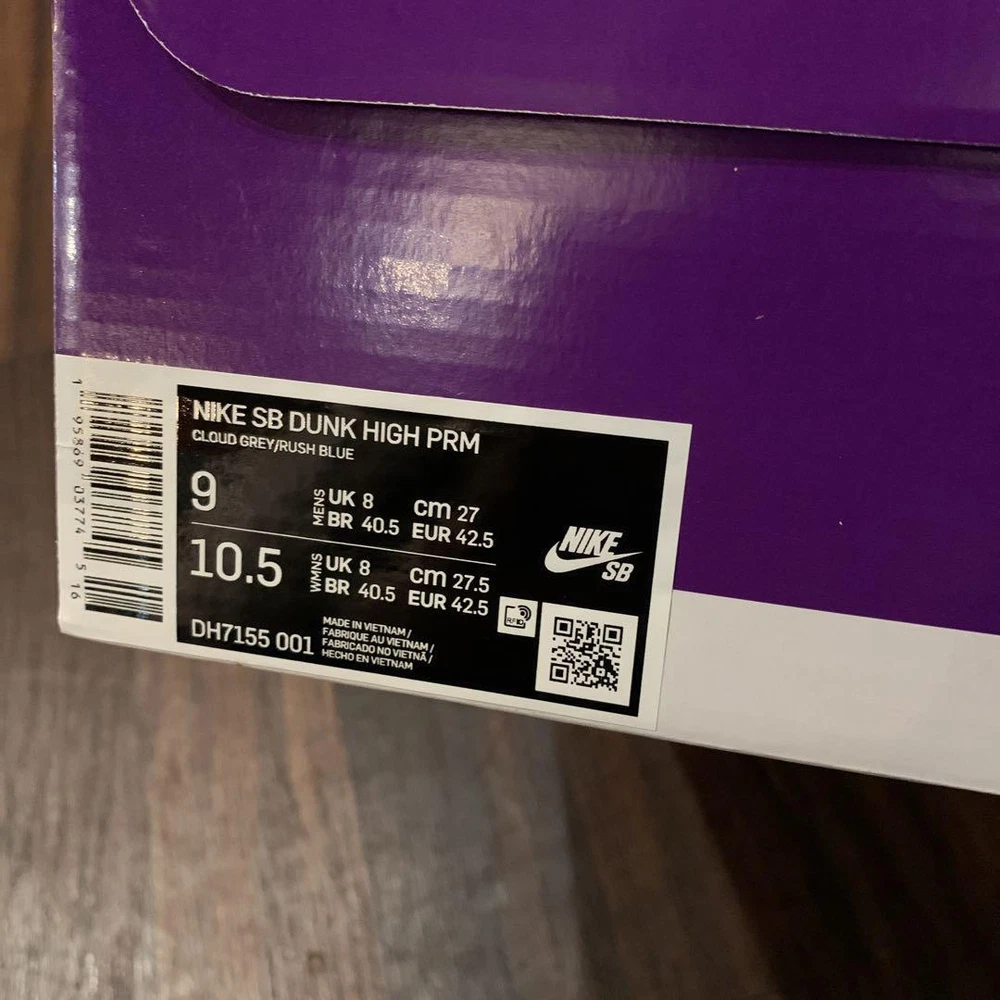 NIKE SB DUNK HIGH PRM
CLOUD GREY/RUSH BLUE
9
MENS
UK 8 cm 27
BR 40.5 EUR 42.5
10.5
WMNS
UK 8 cm 27.5
BR 40.5 EUR 42.5
DH7155 001
MADE IN VIETNAM /
FABRIQUE AU VIETNAM /
FABRICADO NO VIETNÃ /
HECHO EN VIETNAM
RFID
NIKE
SB
1 95869 03774 5 16